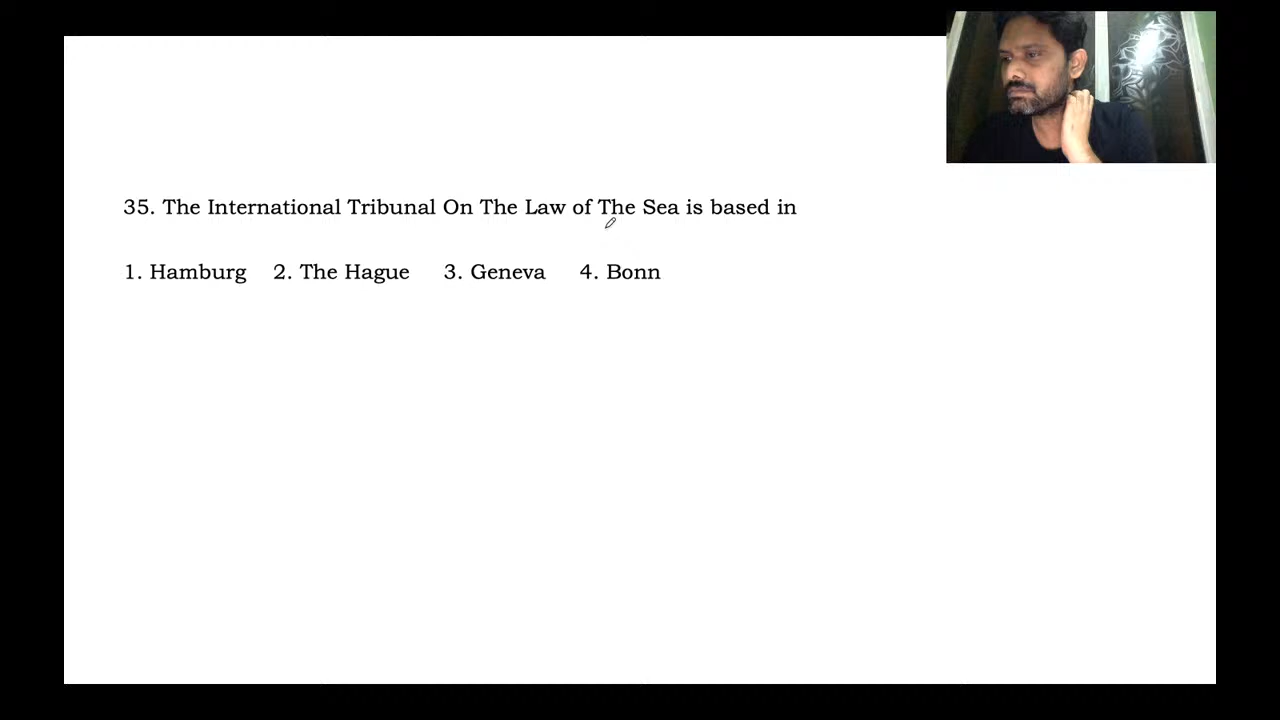 35. The International Tribunal On The Law of The Sea is based in
1. Hamburg 2. The Hague 3. Geneva 4. Bonn